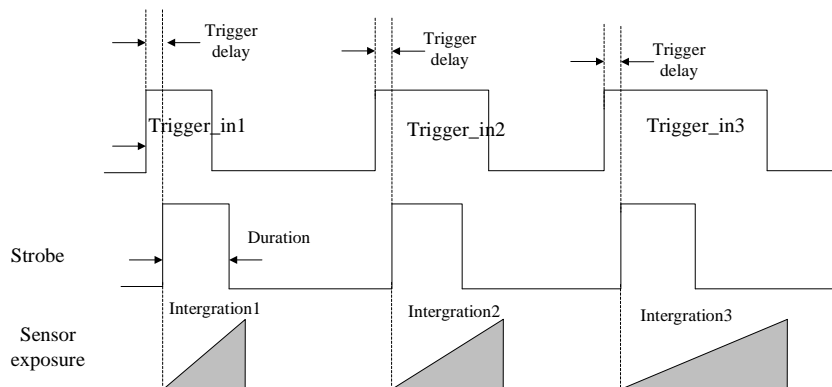 Trigger
delay
Trigger
delay
Trigger
delay
Trigger_in1
Trigger_in2
Trigger_in3
Strobe
Duration
Intergration1
Intergration2
Intergration3
Sensor
exposure